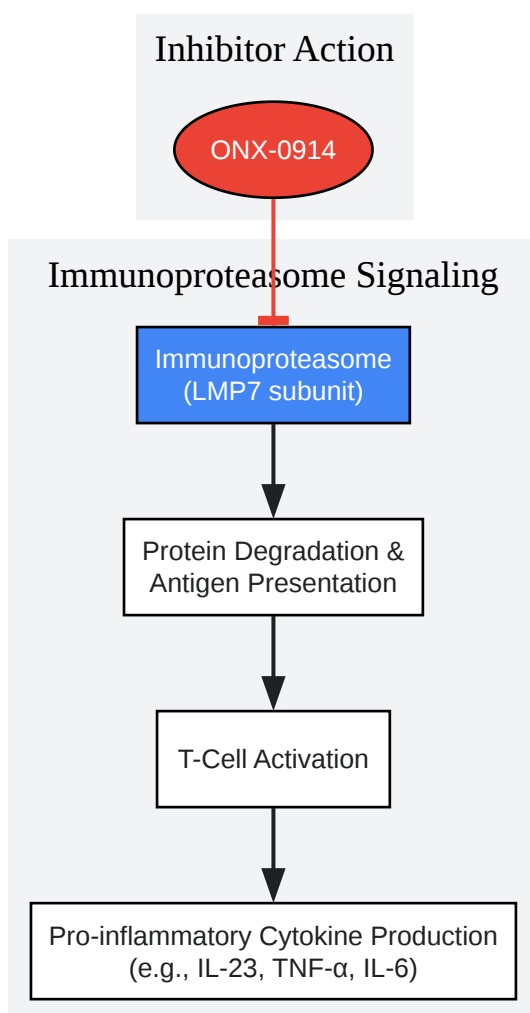 Inhibitor Action
ONX-0914
Immunoproteasome Signaling
Immunoproteasome
(LMP7 subunit)
Protein Degradation &
Antigen Presentation
T-Cell Activation
Pro-inflammatory Cytokine Production
(e.g., IL-23, TNF-α, IL-6)